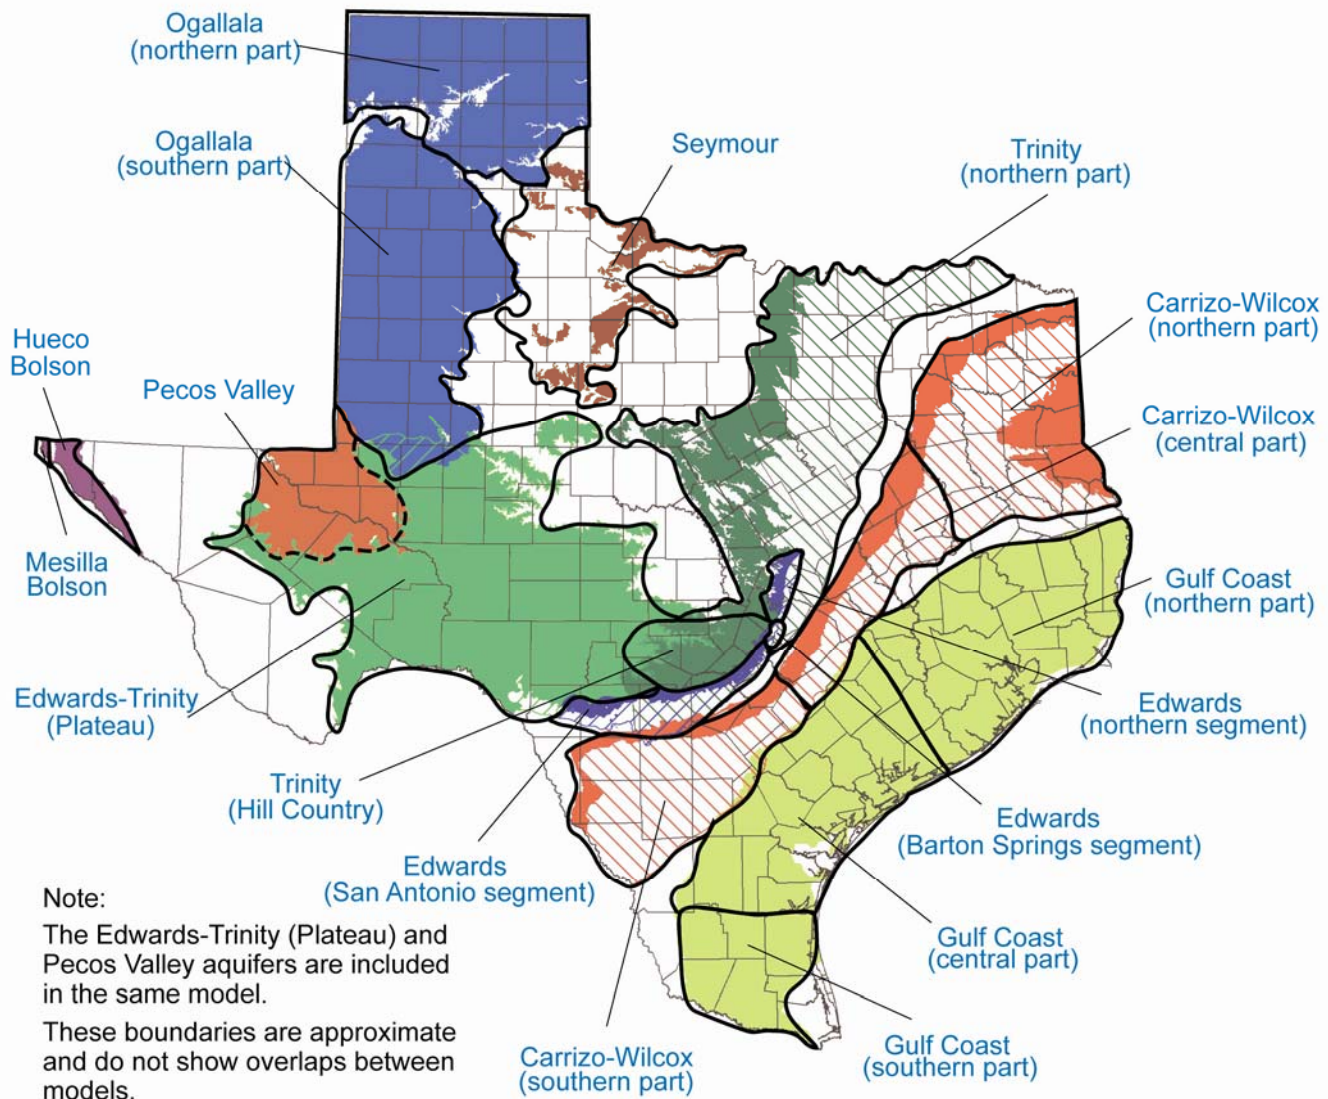 Ogallala
(northern part)
Ogallala
(southern part)
Seymour
Trinity
(northern part)
Carrizo-Wilcox
(northern part)
Carrizo-Wilcox
(central part)
Hueco
Bolson
Pecos Valley
Mesilla
Bolson
Gulf Coast
(northern part)
Edwards-Trinity
(Plateau)
Edwards
(northern segment)
Trinity
(Hill Country)
Edwards
(Barton Springs segment)
Edwards
(San Antonio segment)
Gulf Coast
(central part)
Gulf Coast
(southern part)
Carrizo-Wilcox
(southern part)
Note:
The Edwards-Trinity (Plateau) and
Pecos Valley aquifers are included
in the same model.
These boundaries are approximate
and do not show overlaps between
models.